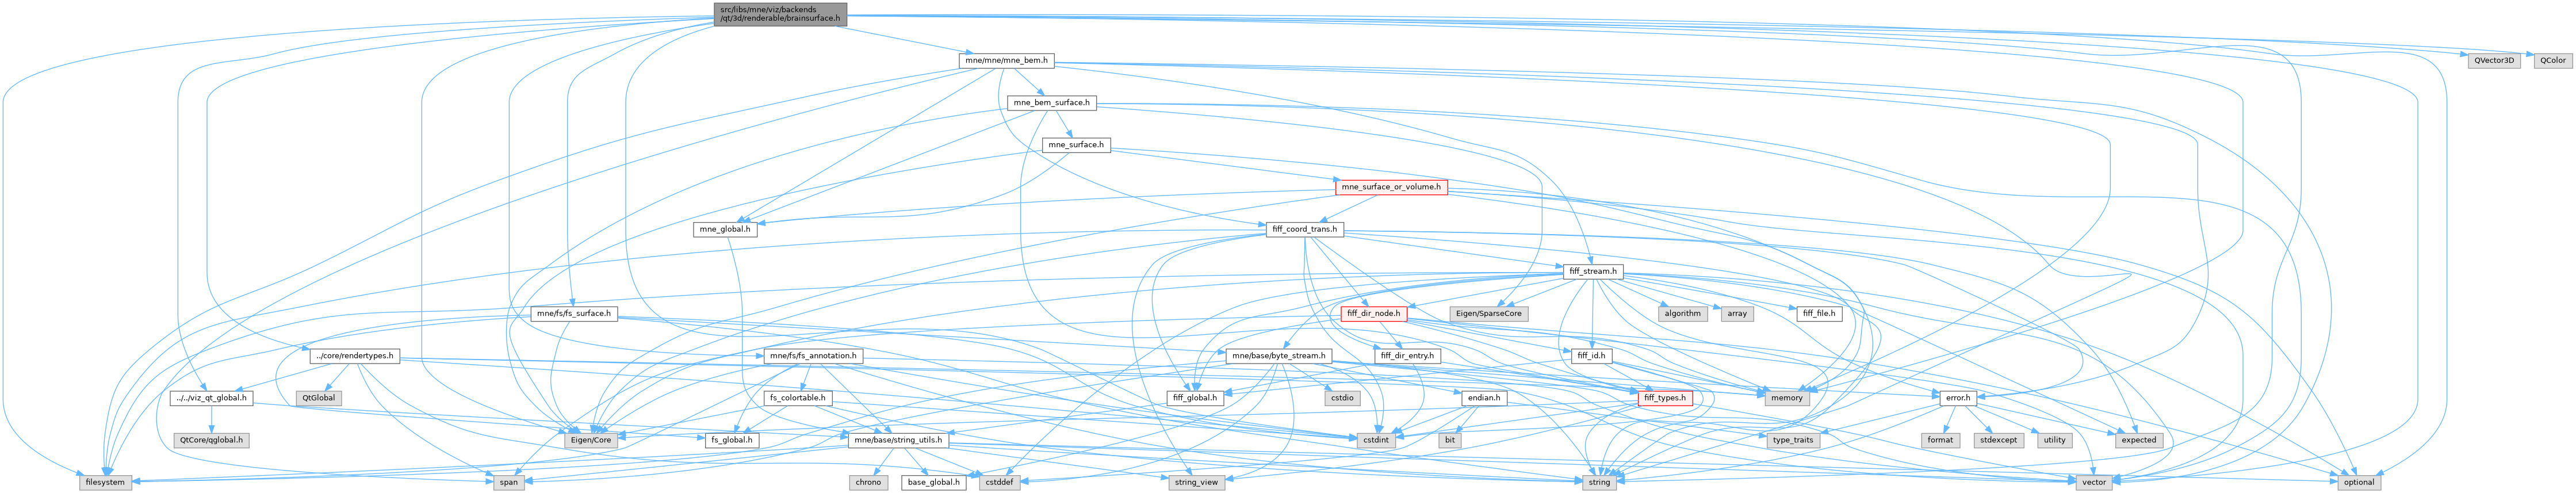 src/libs/mne/viz/backends
/qt/3d/renderable/brainsurface.h
mne/mne/mne_bem.h
QVector3D
QColor
mne_bem_surface.h
mne_surface.h
mne_surface_or_volume.h
mne_global.h
fiff_coord_trans.h
fiff_stream.h
mne/fs/fs_surface.h
Eigen/SparseCore
fiff_dir_node.h
algorithm
array
fiff_file.h
../core/rendertypes.h
mne/fs/fs_annotation.h
mne/base/byte_stream.h
fiff_dir_entry.h
fiff_id.h
../../viz_qt_global.h
QtGlobal
fs_colortable.h
fiff_global.h
cstdio
endian.h
fiff_types.h
memory
error.h
QtCore/qglobal.h
Eigen/Core
fs_global.h
mne/base/string_utils.h
cstdint
bit
type_traits
format
stdexcept
utility
expected
filesystem
span
chrono
base_global.h
cstddef
string_view
string
vector
optional